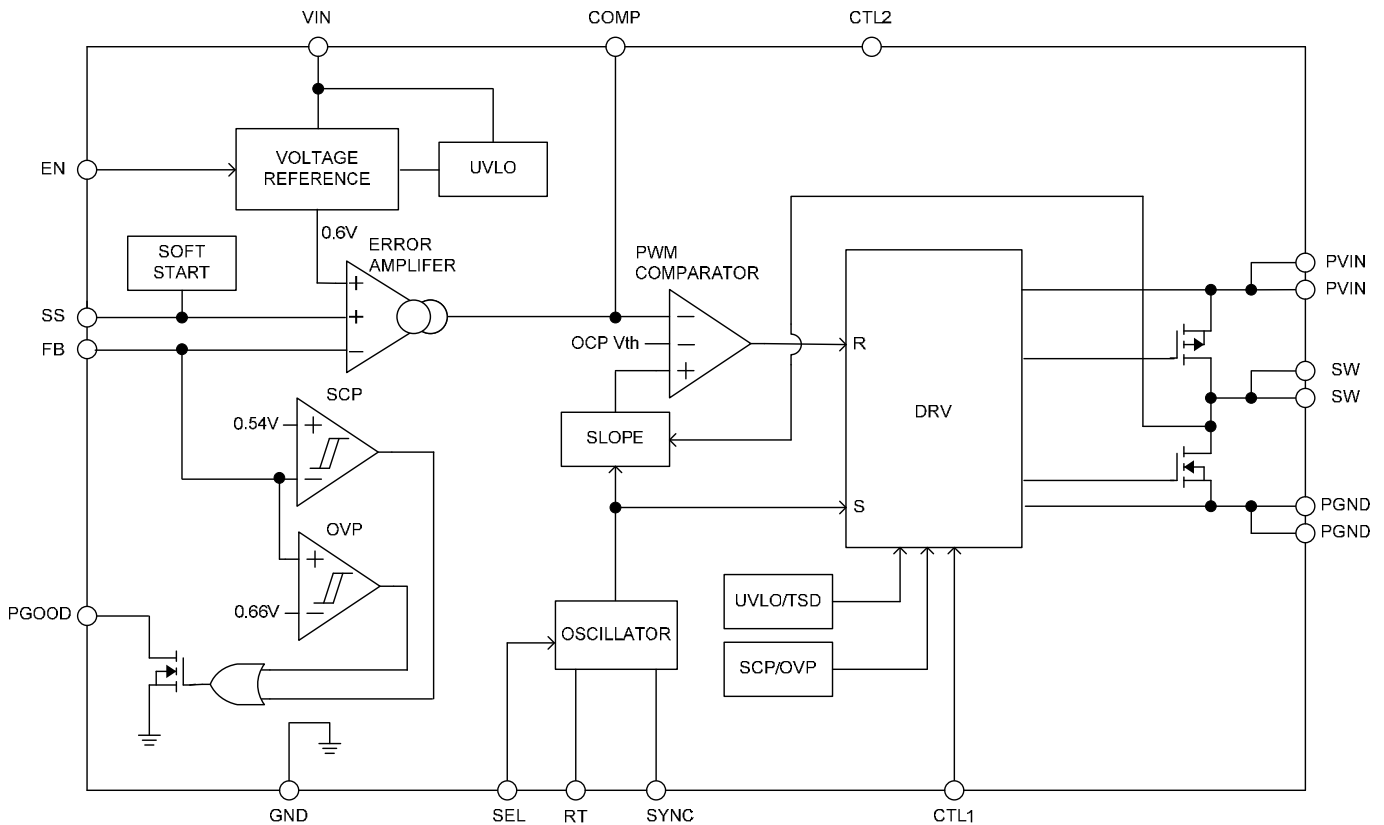 VIN
COMP
CTL2
EN
VOLTAGE
REFERENCE
UVLO
0.6V
SOFT
START
ERROR
AMPLIFER
PWM
COMPARATOR
PVIN
PVIN
SS
+
+
−
FB
−
OCP Vth
−
+
R
SW
SW
DRV
SCP
0.54V
+
−
SLOPE
S
PGND
PGND
OVP
+
0.66V
−
PGOOD
OSCILLATOR
UVLO/TSD
SCP/OVP
GND
SEL
RT
SYNC
CTL1